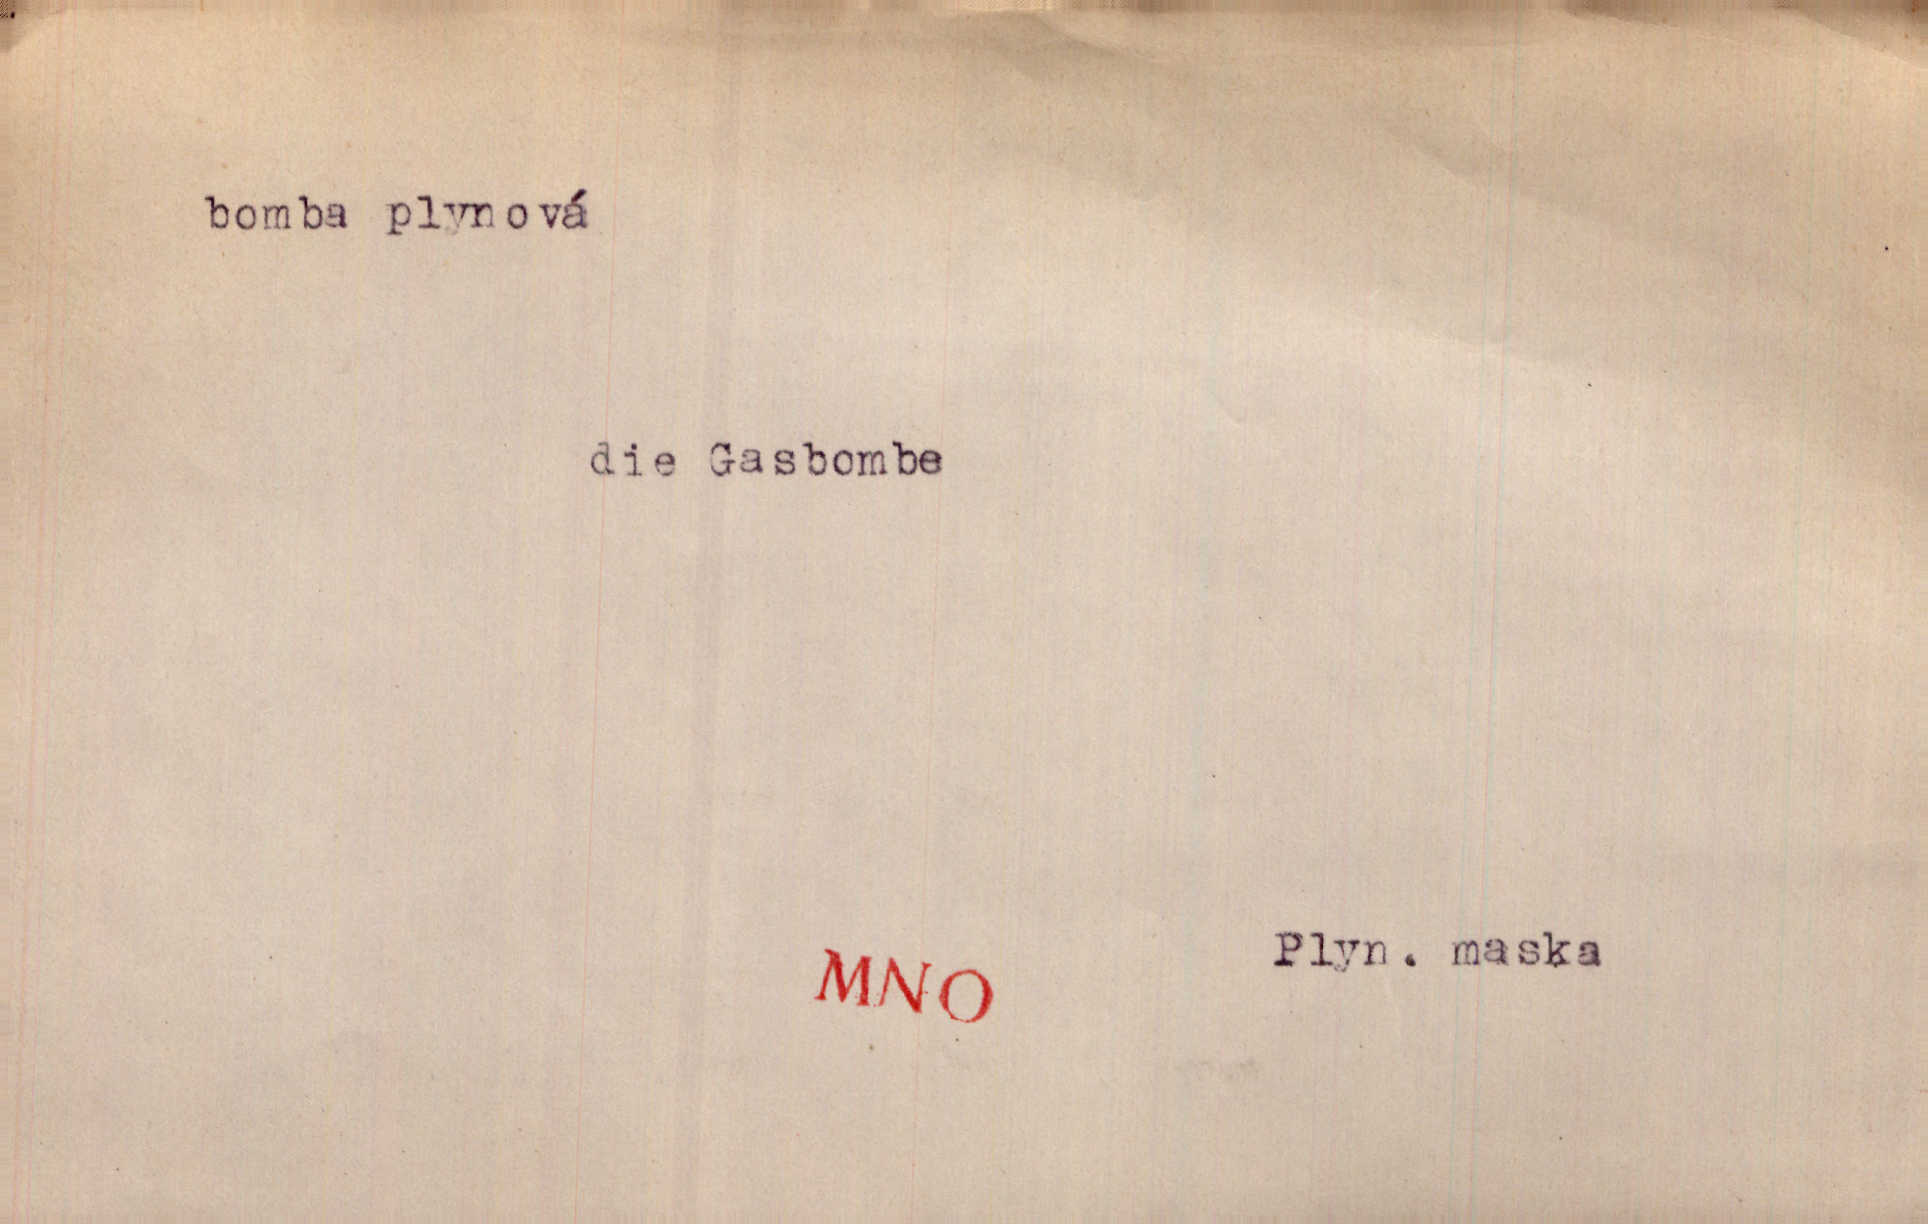 bomba plynová
die Gasbombe
Plyn. maska
MNO